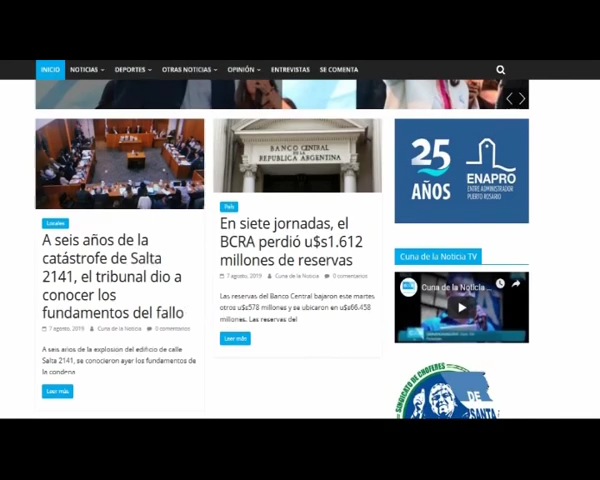 INICIO NOTICIAS DEPORTES OTRAS NOTICIAS OPINIÓN ENTREVISTAS SE COMENTA
BANCO CENTRAL
DE LA
REPUBLICA ARGENTINA
Locales
A seis años de la
catástrofe de Salta
2141, el tribunal dio a
conocer los
fundamentos del fallo
7 agosto, 2019 Cuna de la Noticia 0 comentarios
A seis años de la explosion del edificio de calle
Salta 2141, se conocieron ayer los fundamentos de
la condena
Leer más
País
En siete jornadas, el
BCRA perdió u$s1.612
millones de reservas
7 agosto, 2019 Cuna de la Noticia 0 comentarios
Las reservas del Banco Central bajaron este martes
otros u$s578 millones y se ubicaron en u$s66.458
millones. Las reservas del
Leer más
25
AÑOS
ENAPRO
ENTE ADMINISTRADOR
PUERTO ROSARIO
Cuna de la Noticia TV
Cuna de la Noticia ...
SINDICATO DE CHOFERES
DE
SANTA